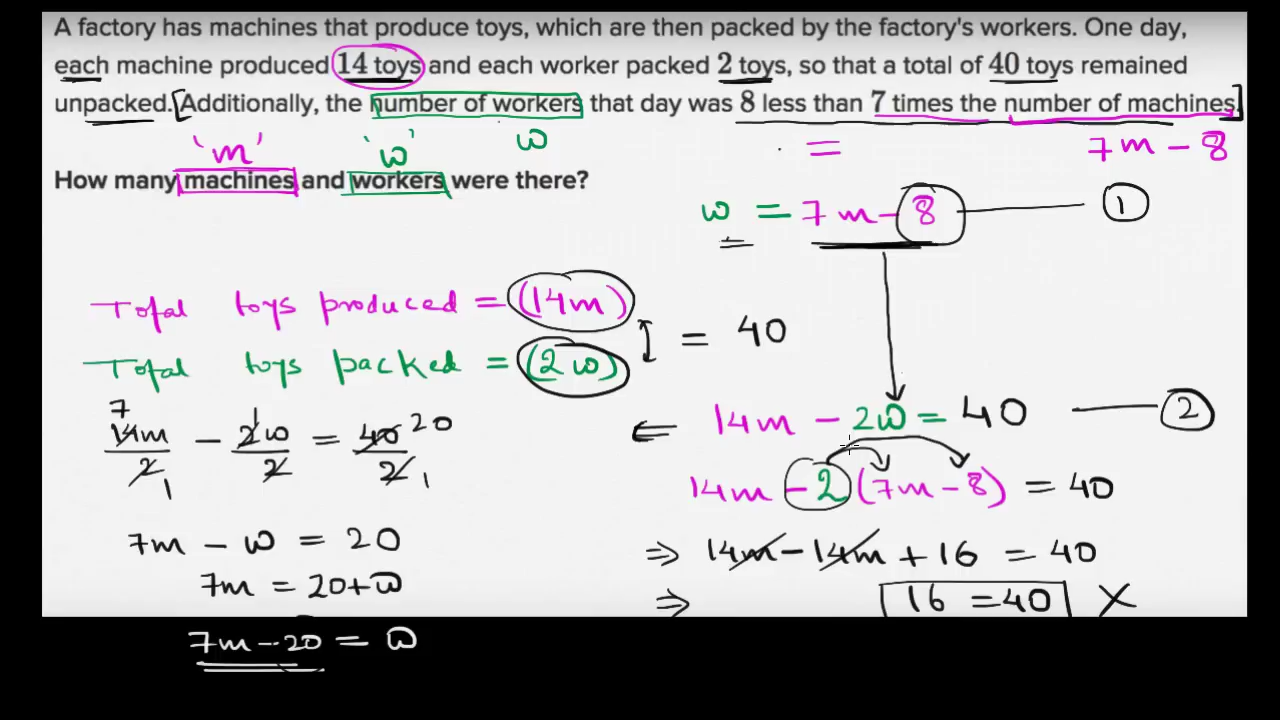 A factory has machines that produce toys, which are then packed by the factory's workers. One day,
each machine produced 14 toys and each worker packed 2 toys, so that a total of 40 toys remained
unpacked. [Additionally, the number of workers that day was 8 less than 7 times the number of machines.]
'm' 'w' w = 7m - 8
How many machines and workers were there?
w = 7m - 8 ①
Total toys produced = (14m)
= 40
Total toys packed = (2w)
14m - 2w = 40 ②
14m/2 - 2w/2 = 40/2
7 1 20 1 1
14m - 2(7m - 8) = 40
7m - w = 20
⇒ 14m - 14m + 16 = 40
7m = 20 + w
⇒ 16 = 40 ×
7m - 20 = w